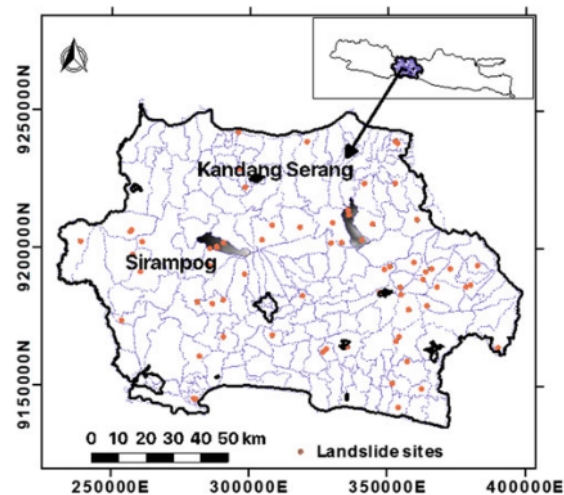 9250000N
9200000N
9150000N
Kandang Serang
Sirampog
0 10 20 30 40 50 km
Landslide sites
250000E 300000E 350000E 400000E